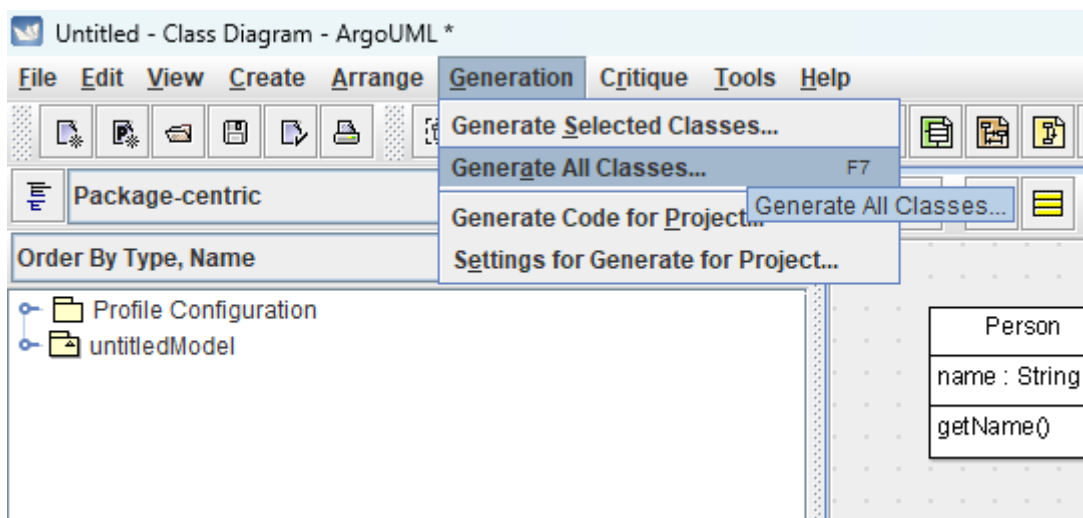 Untitled - Class Diagram - ArgoUML *
File Edit View Create Arrange Generation Critique Tools Help
Generate Selected Classes...
Generate All Classes... F7
Generate All Classes...
Generate Code for Project...
Settings for Generate for Project...
Package-centric
Order By Type, Name
Profile Configuration
untitledModel
Person
name : String
getName()